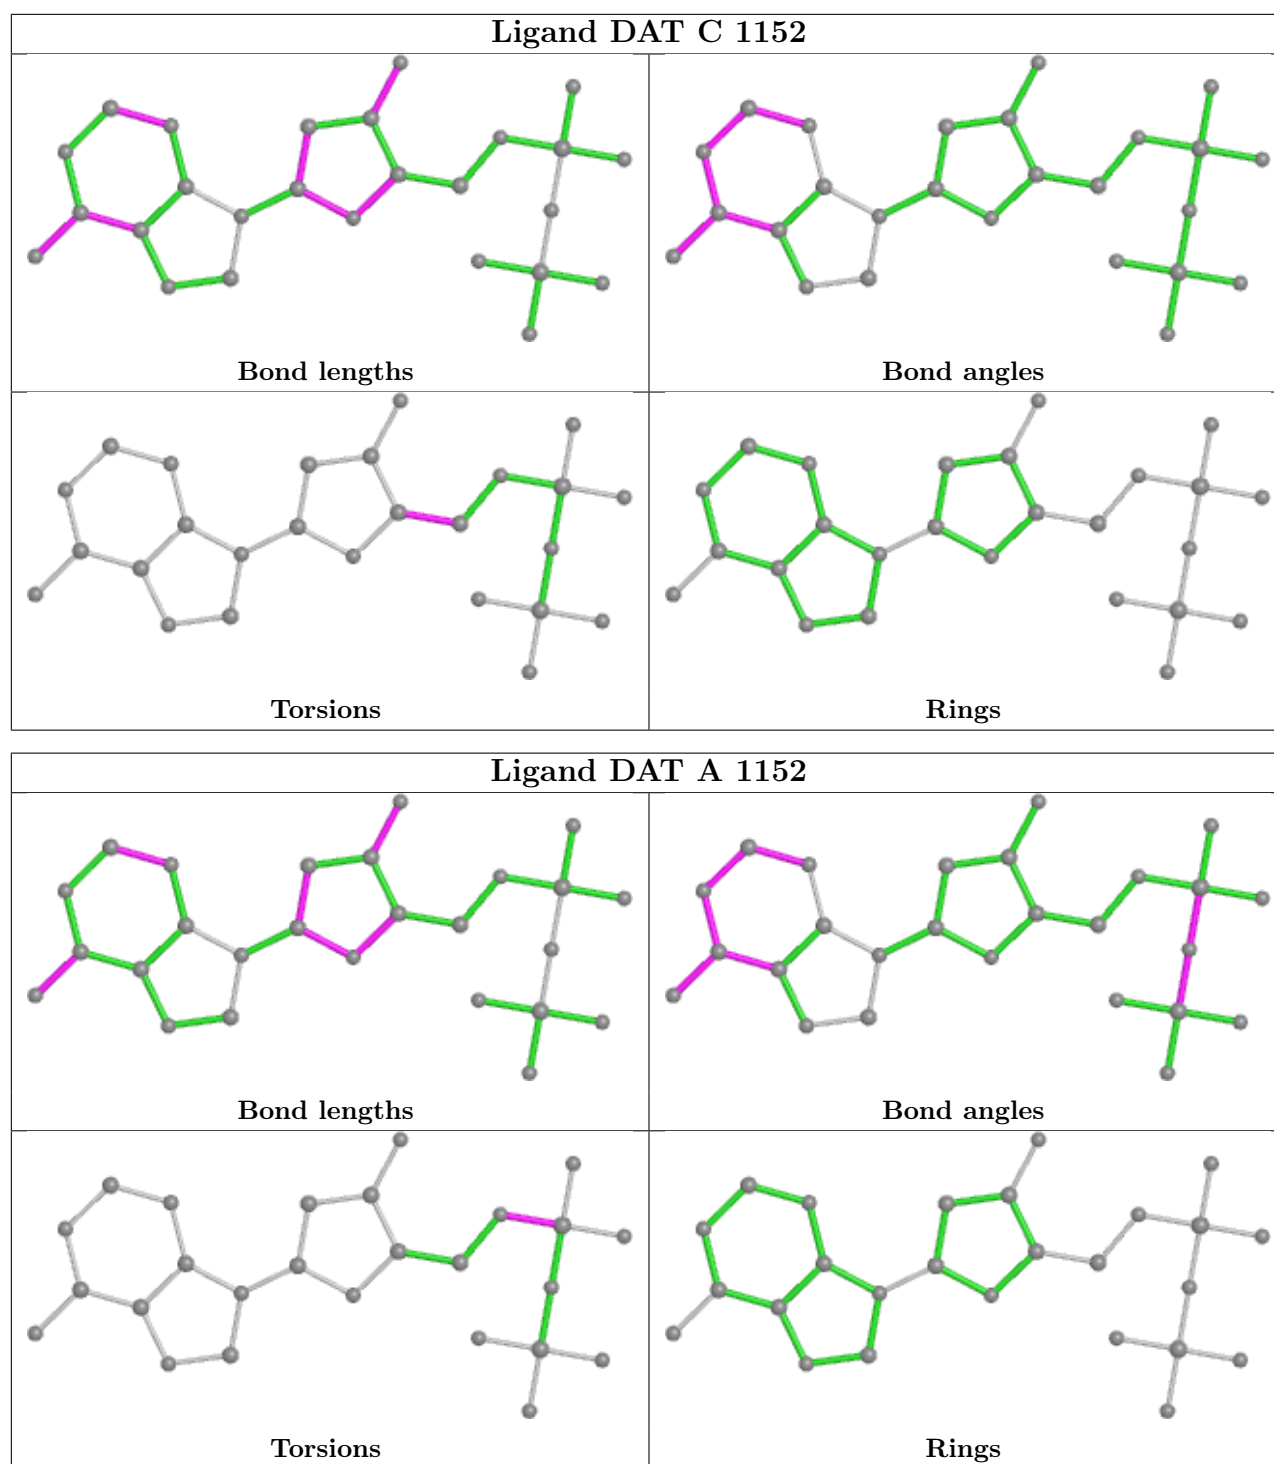 Ligand DAT C 1152
Bond lengths
Bond angles
Torsions
Rings
Ligand DAT A 1152
Bond lengths
Bond angles
Torsions
Rings